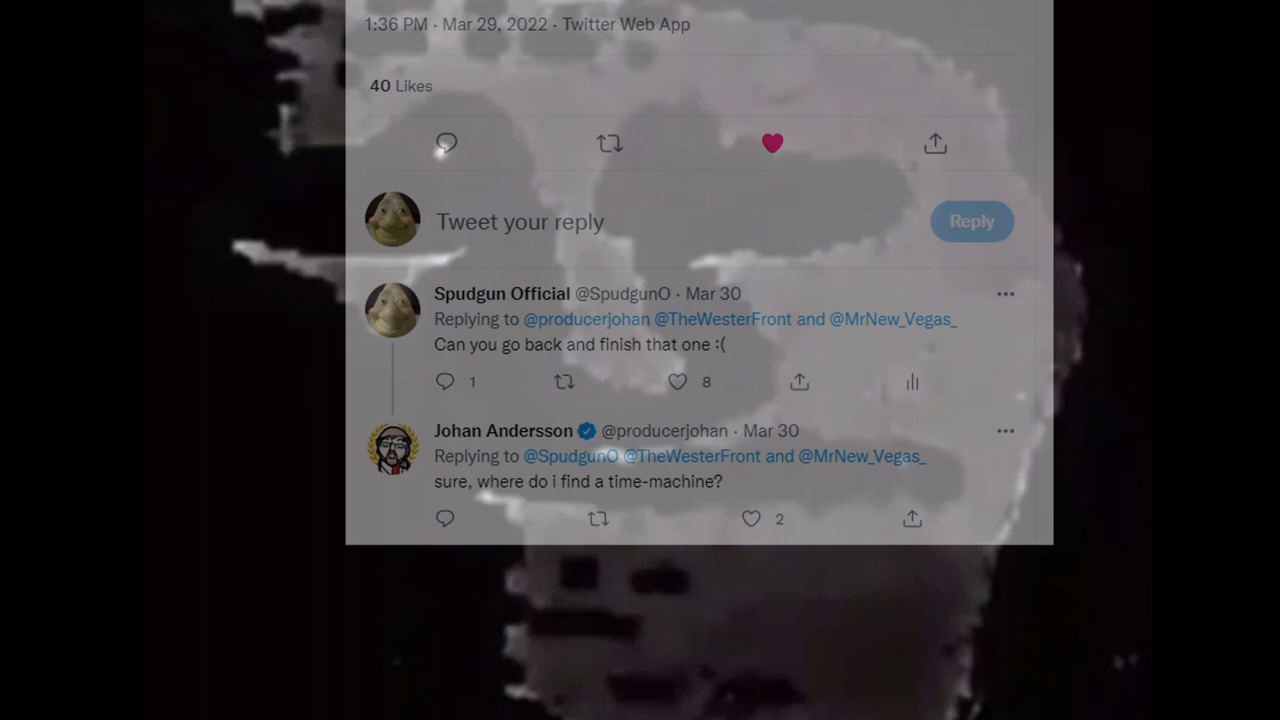 1:36 PM · Mar 29, 2022 · Twitter Web App
40 Likes
Tweet your reply
Reply
Spudgun Official @SpudgunO · Mar 30
Replying to @producerjohan @TheWesterFront and @MrNew_Vegas_
Can you go back and finish that one :(
1 8
Johan Andersson @producerjohan · Mar 30
Replying to @SpudgunO @TheWesterFront and @MrNew_Vegas_
sure, where do i find a time-machine?
2